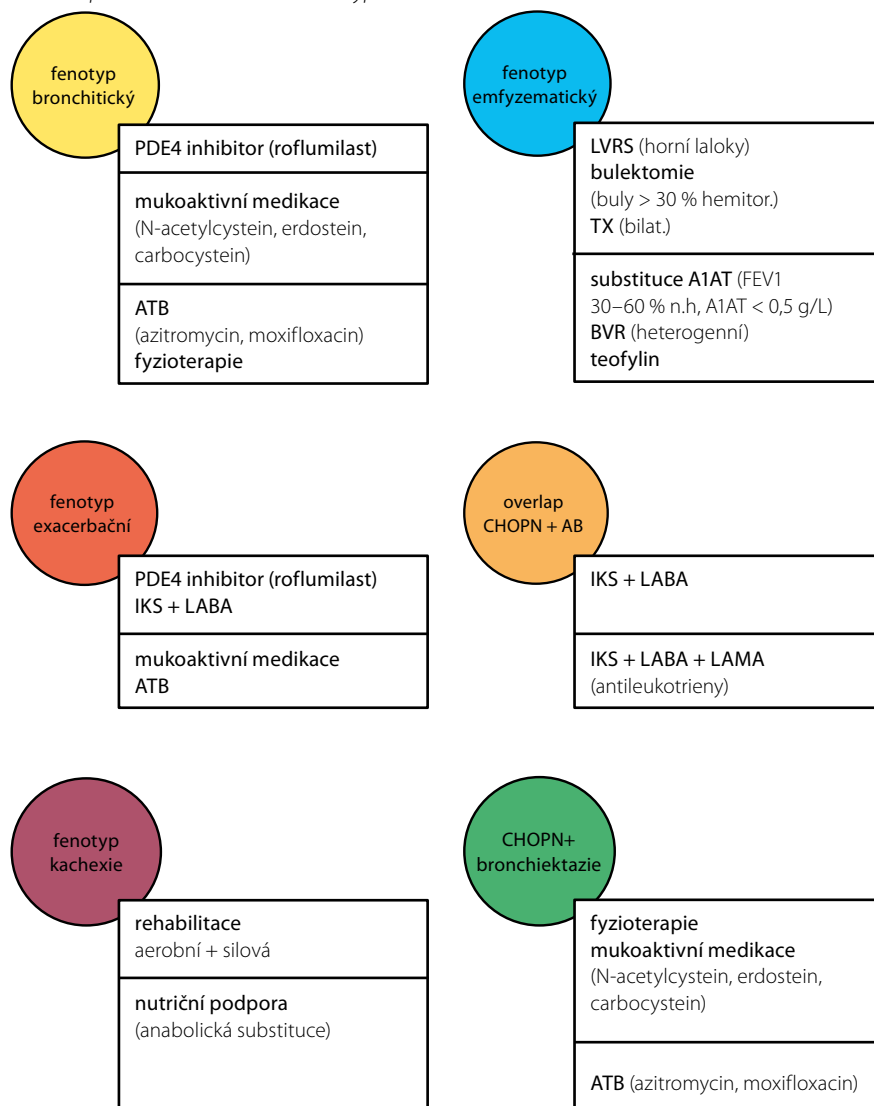 fenotyp
bronchitický
PDE4 inhibitor (roflumilast)
mukoaktivní medikace
(N-acetylcystein, erdostein,
carbocystein)
ATB
(azitromycin, moxifloxacin)
fyzioterapie
fenotyp
emfyzematický
LVRS (horní laloky)
bulektomie
(buly > 30 % hemitor.)
TX (bilat.)
substituce A1AT (FEV1
30–60 % n.h, A1AT < 0,5 g/L)
BVR (heterogenní)
teofylin
fenotyp
exacerbační
PDE4 inhibitor (roflumilast)
IKS + LABA
mukoaktivní medikace
ATB
overlap
CHOPN + AB
IKS + LABA
IKS + LABA + LAMA
(antileukotrieny)
fenotyp
kachexie
rehabilitace
aerobní + silová
nutriční podpora
(anabolická substituce)
CHOPN+
bronchiektazie
fyzioterapie
mukoaktivní medikace
(N-acetylcystein, erdostein,
carbocystein)
ATB (azitromycin, moxifloxacin)